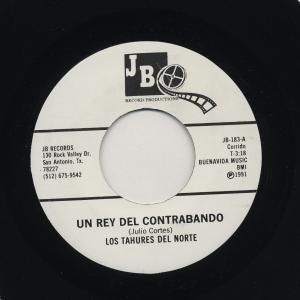 JB
RECORD PRODUCTIONS
JB RECORDS
130 Rock Valley Dr.
San Antonio, Tx.
78227
(512) 675-9542
JB-183-A
Corrido
T-3:18
BUENAVIDA MUSIC
BMI
℗1991
UN REY DEL CONTRABANDO
(Julio Cortes)
LOS TAHURES DEL NORTE